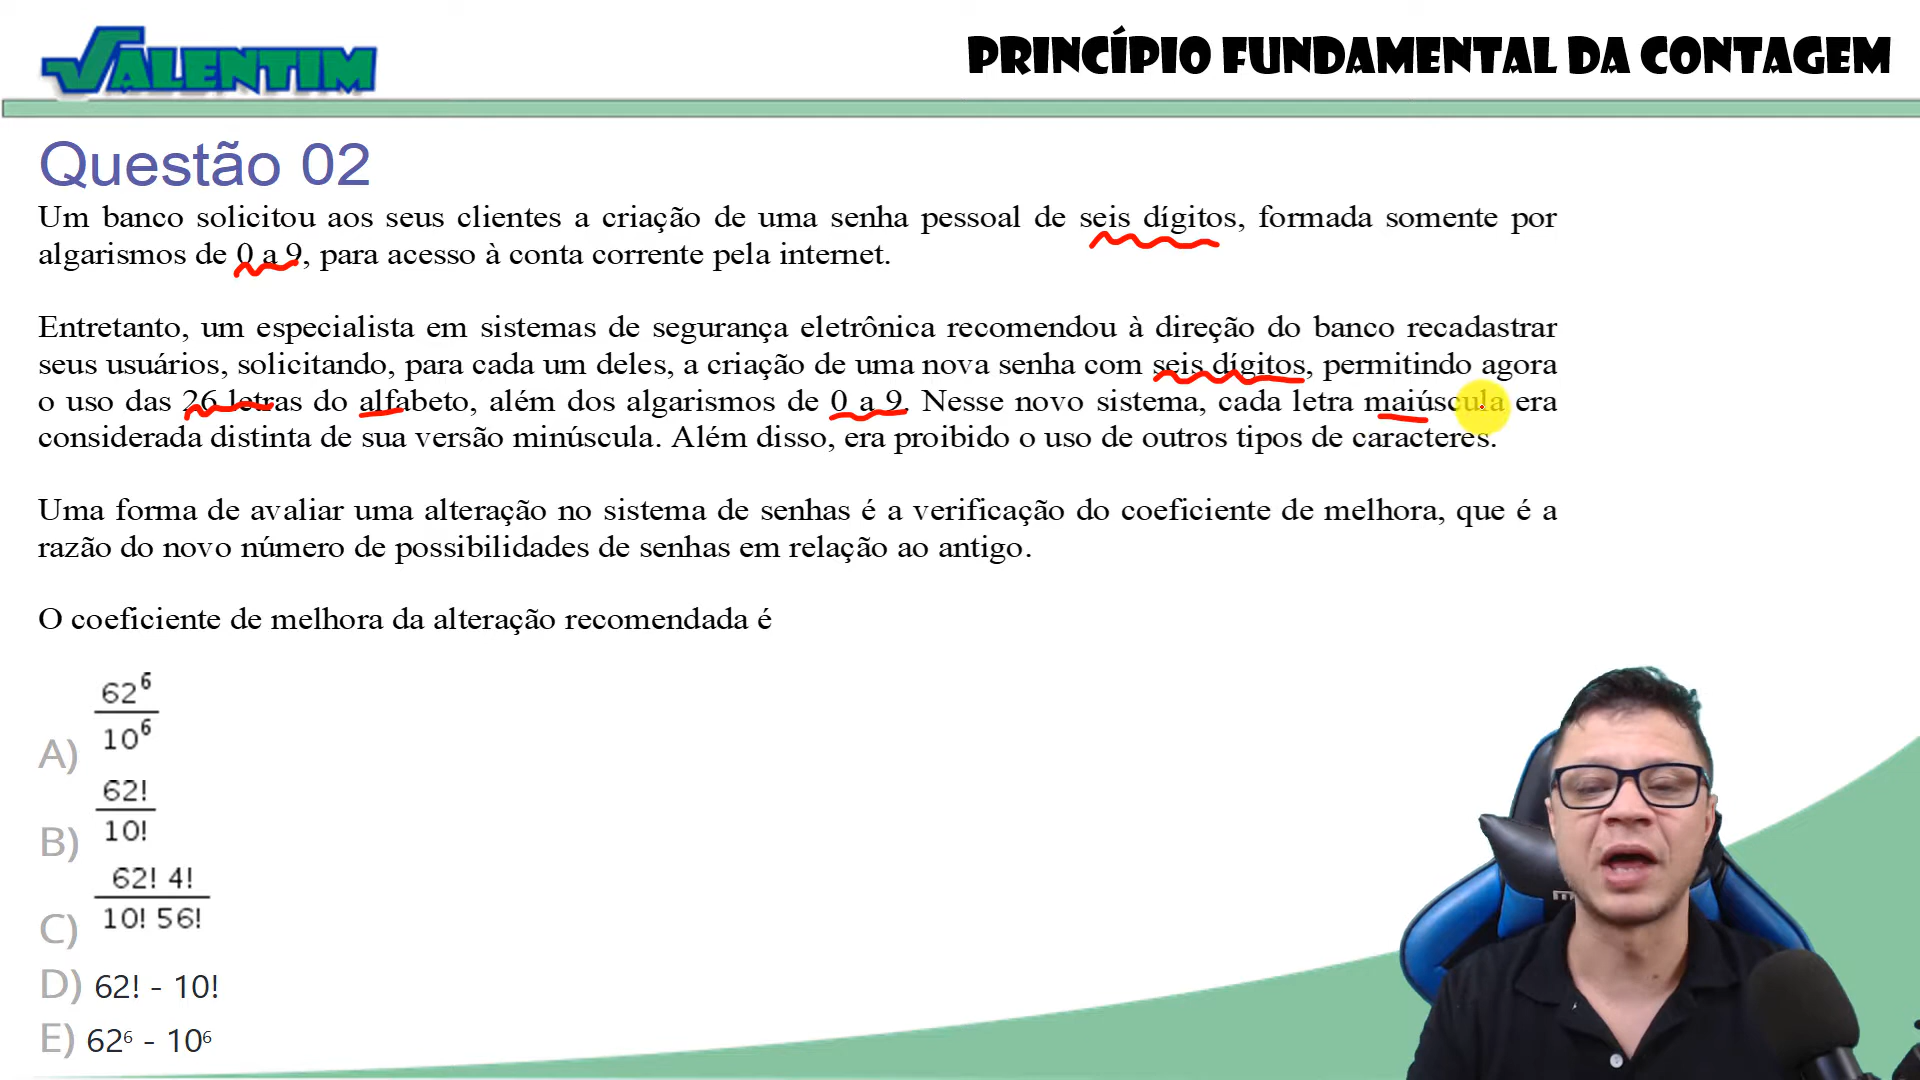 VALENTIM
PRINCÍPIO FUNDAMENTAL DA CONTAGEM
Questão 02
Um banco solicitou aos seus clientes a criação de uma senha pessoal de seis dígitos, formada somente por
algarismos de 0 a 9, para acesso à conta corrente pela internet.
Entretanto, um especialista em sistemas de segurança eletrônica recomendou à direção do banco recadastrar
seus usuários, solicitando, para cada um deles, a criação de uma nova senha com seis dígitos, permitindo agora
o uso das 26 letras do alfabeto, além dos algarismos de 0 a 9. Nesse novo sistema, cada letra maiúscula era
considerada distinta de sua versão minúscula. Além disso, era proibido o uso de outros tipos de caracteres.
Uma forma de avaliar uma alteração no sistema de senhas é a verificação do coeficiente de melhora, que é a
razão do novo número de possibilidades de senhas em relação ao antigo.
O coeficiente de melhora da alteração recomendada é
62⁶
10⁶
A)
62!
10!
B)
62! 4!
10! 56!
C)
D) 62! - 10!
E) 62⁶ - 10⁶